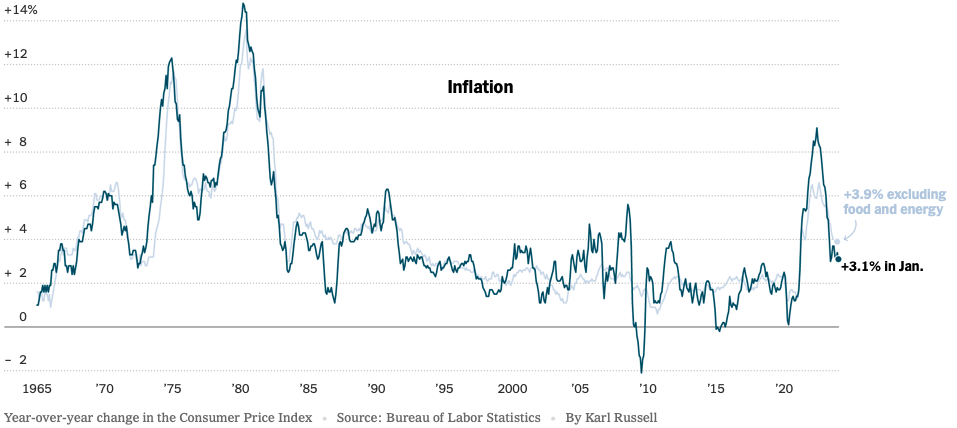 +14%
+12
+10
+ 8
+ 6
+ 4
+ 2
0
– 2
Inflation
+3.9% excluding
food and energy
+3.1% in Jan.
1965 ’70 ’75 ’80 ’85 ’90 ’95 2000 ’05 ’10 ’15 ’20
Year-over-year change in the Consumer Price Index • Source: Bureau of Labor Statistics • By Karl Russell